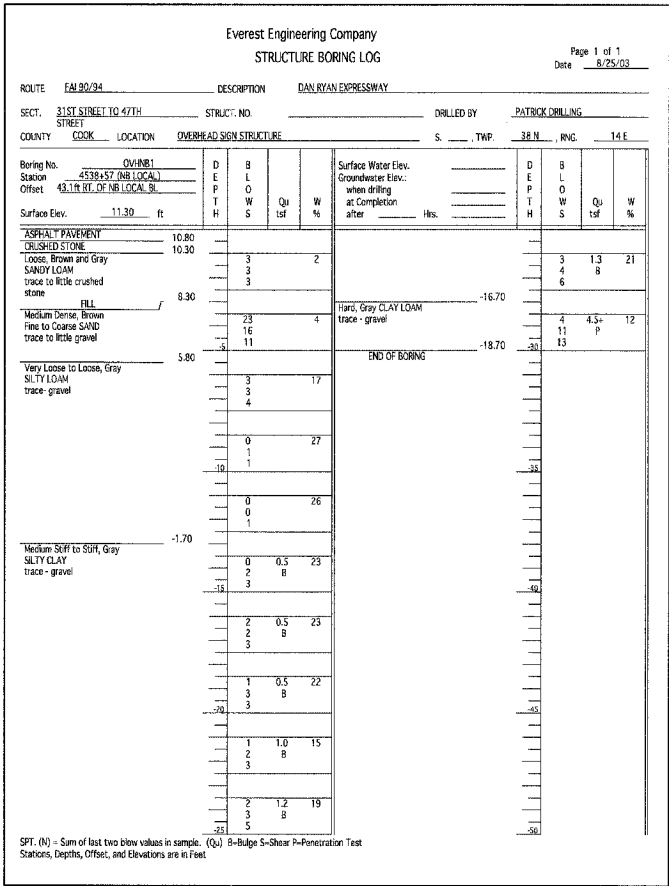 Everest Engineering Company
STRUCTURE BORING LOG
Page 1 of 1
Date 8/25/03
ROUTE FAI 90/94 DESCRIPTION DAN RYAN EXPRESSWAY
SECT. 31ST STREET TO 47TH STREET STRUCT. NO. DRILLED BY PATRICK DRILLING
COUNTY COOK LOCATION OVERHEAD SIGN STRUCTURE S. , TWP. 38 N , RNG. 14 E
Boring No. OVHNB1
Station 4538+57 (NB LOCAL)
Offset 43.1ft RT. OF NB LOCAL BL
Surface Elev. 11.30 ft
DEPTH BLOWS Qu tsf W %
ASPHALT PAVEMENT 10.80
CRUSHED STONE 10.30
Loose, Brown and Gray 3 2
SANDY LOAM 3
trace to little crushed 3
stone
FILL 8.30
Medium Dense, Brown 23 4
Fine to Coarse SAND 16
trace to little gravel 11
-5
5.80
Very Loose to Loose, Gray
SILTY LOAM 3 17
trace- gravel 3
4
0 27
1
-10 1
0 26
0
1
-1.70
Medium Stiff to Stiff, Gray
SILTY CLAY 0 0.5 23
trace - gravel 2 B
-15 3
2 0.5 23
2 B
3
1 0.5 22
3 B
-20 3
1 1.0 15
2 B
3
2 1.2 19
3 B
-25 5
Surface Water Elev.
Groundwater Elev.:
when drilling
at Completion
after Hrs.
DEPTH BLOWS Qu tsf W %
3 1.3 21
4 B
6
-16.70
Hard, Gray CLAY LOAM
trace - gravel 4 4.5+ 12
11 P
-18.70 -30 13
END OF BORING
-35
-40
-45
-50
SPT. (N) = Sum of last two blow values in sample. (Qu) B=Bulge S=Shear P=Penetration Test
Stations, Depths, Offset, and Elevations are in Feet